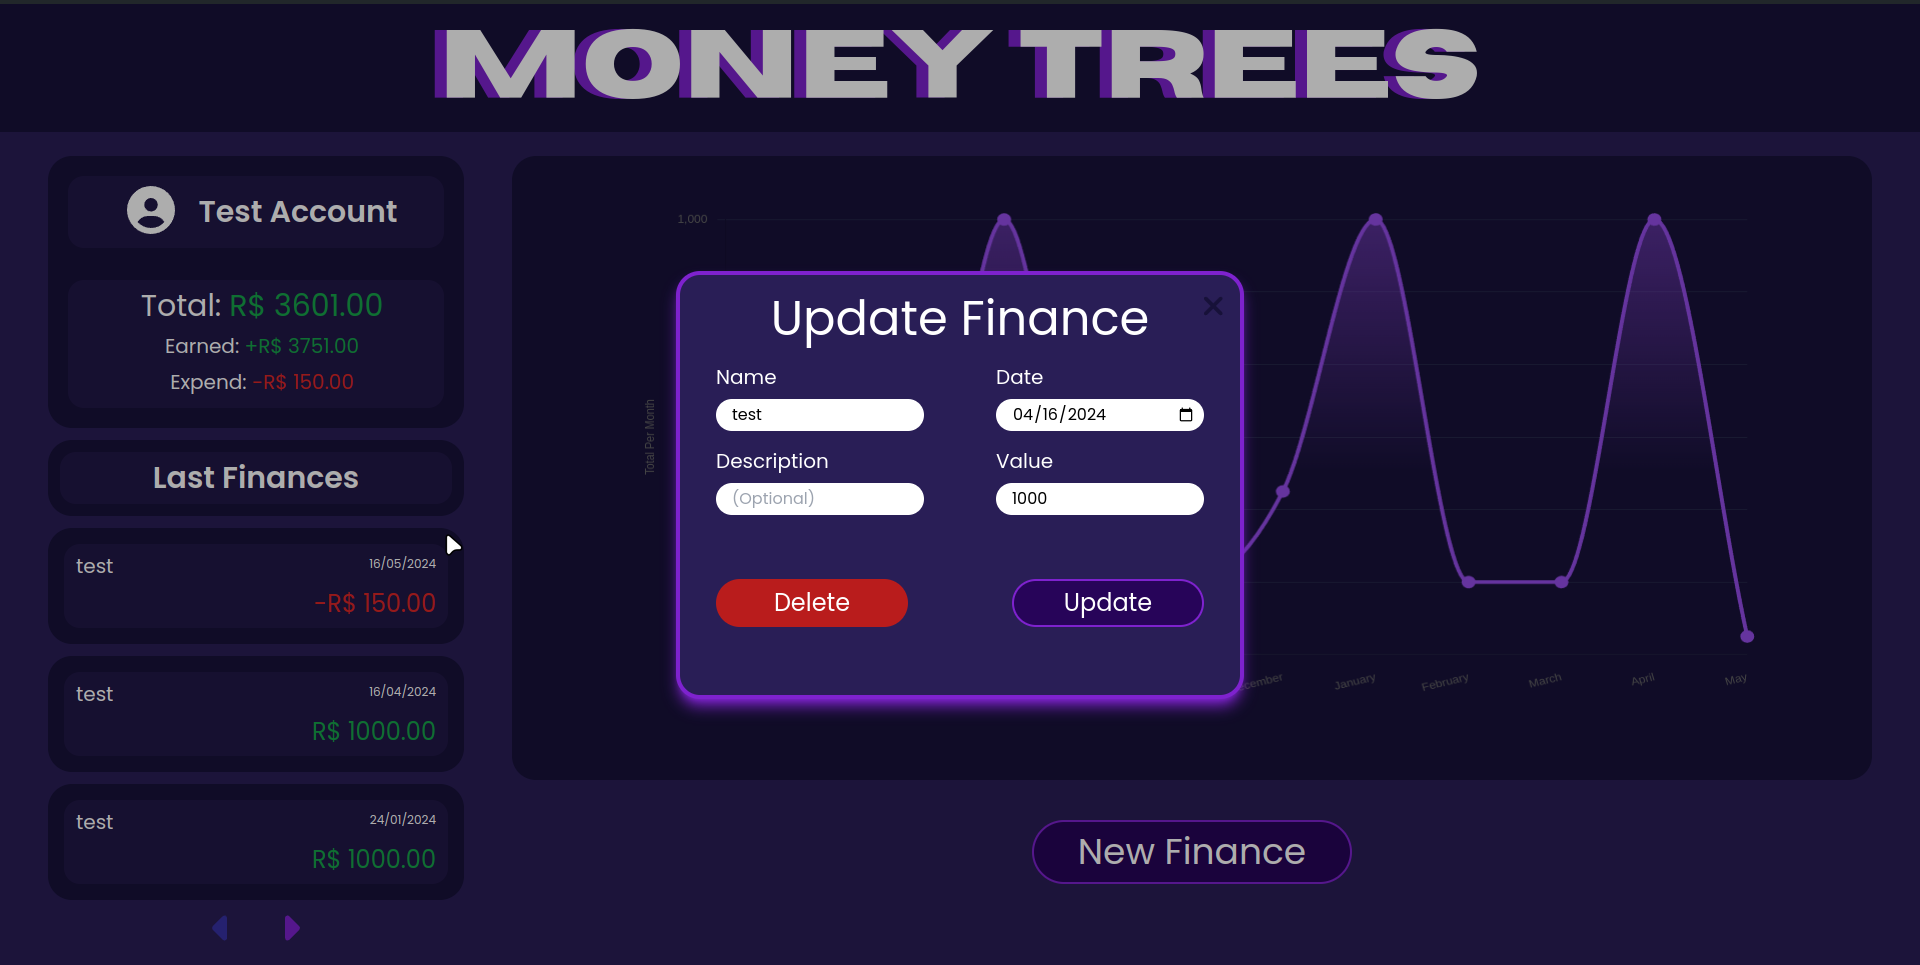 MONEY TREES
Test Account
Total: R$ 3601.00
Earned: +R$ 3751.00
Expend: -R$ 150.00
Last Finances
test
16/05/2024
-R$ 150.00
test
16/04/2024
R$ 1000.00
test
24/01/2024
R$ 1000.00
1,000
Total Per Month
Update Finance
Name
Date
test
04/16/2024
Description
Value
(Optional)
1000
Delete
Update
cember
January
February
March
April
May
New Finance